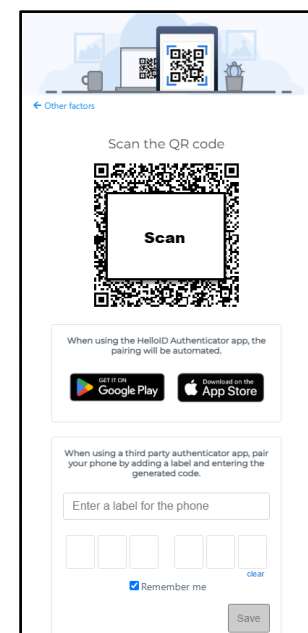 ← Other factors
Scan the QR code
Scan
When using the HelloID Authenticator app, the
pairing will be automated.
GET IT ON
Google Play
Download on the
App Store
When using a third party authenticator app, pair
your phone by adding a label and entering the
generated code.
Enter a label for the phone
clear
Remember me
Save